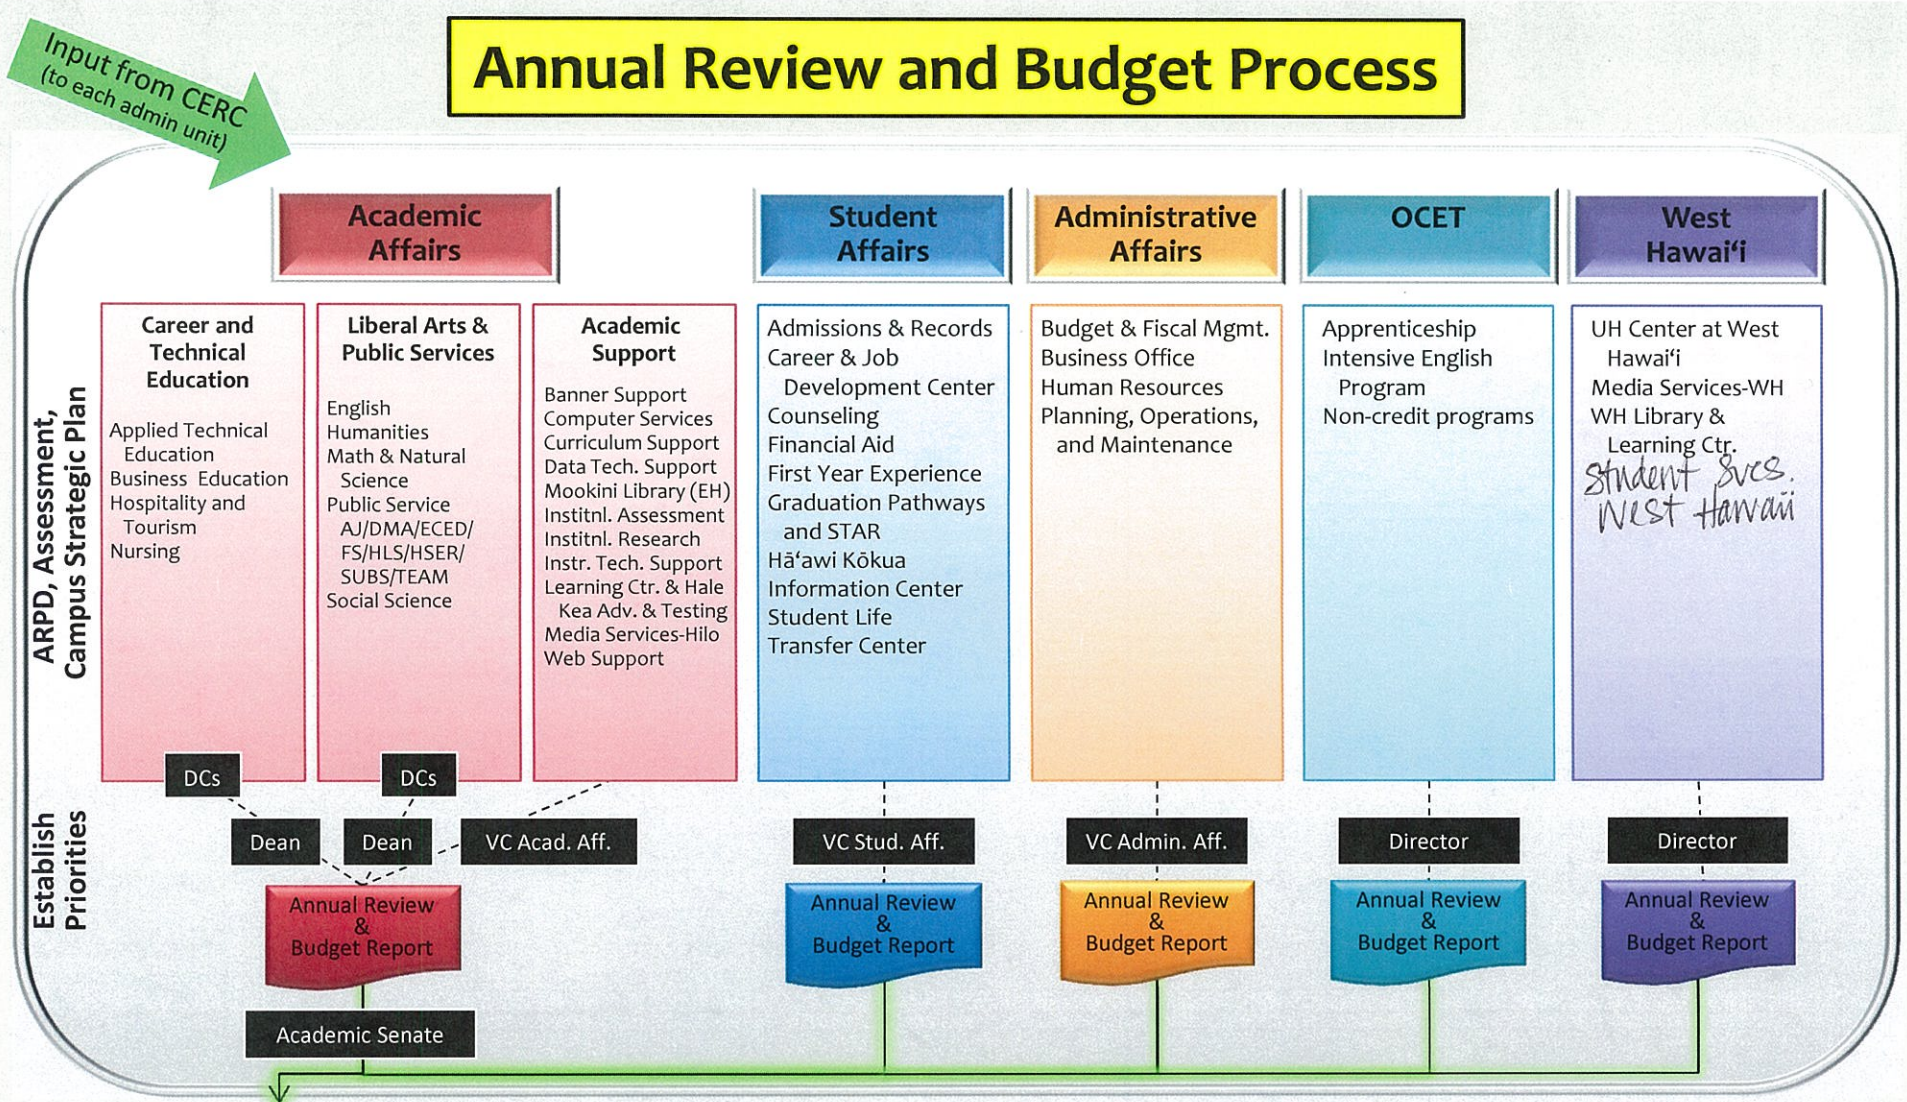 Input from CERC
(to each admin unit)
Annual Review and Budget Process
Academic
Affairs
Student
Affairs
Administrative
Affairs
OCET
West
Hawai‘i
ARPD, Assessment,
Campus Strategic Plan
Career and
Technical
Education
Applied Technical
Education
Business Education
Hospitality and
Tourism
Nursing
Liberal Arts &
Public Services
English
Humanities
Math & Natural
Science
Public Service
AJ/DMA/ECED/
FS/HLS/HSER/
SUBS/TEAM
Social Science
Academic
Support
Banner Support
Computer Services
Curriculum Support
Data Tech. Support
Mookini Library (EH)
Institnl. Assessment
Institnl. Research
Instr. Tech. Support
Learning Ctr. & Hale
Kea Adv. & Testing
Media Services-Hilo
Web Support
Admissions & Records
Career & Job
Development Center
Counseling
Financial Aid
First Year Experience
Graduation Pathways
and STAR
Hā‘awi Kōkua
Information Center
Student Life
Transfer Center
Budget & Fiscal Mgmt.
Business Office
Human Resources
Planning, Operations,
and Maintenance
Apprenticeship
Intensive English
Program
Non-credit programs
UH Center at West
Hawai‘i
Media Services-WH
WH Library &
Learning Ctr.
Student Svcs.
West Hawaii
Establish
Priorities
DCs
DCs
Dean
Dean
VC Acad. Aff.
VC Stud. Aff.
VC Admin. Aff.
Director
Director
Annual Review
&
Budget Report
Annual Review
&
Budget Report
Annual Review
&
Budget Report
Annual Review
&
Budget Report
Annual Review
&
Budget Report
Academic Senate